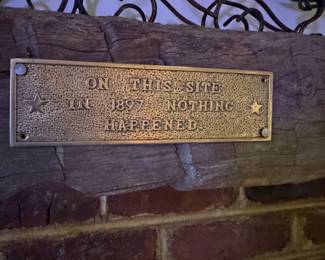 ON THIS SITE
IN 1897 NOTHING
HAPPENED.